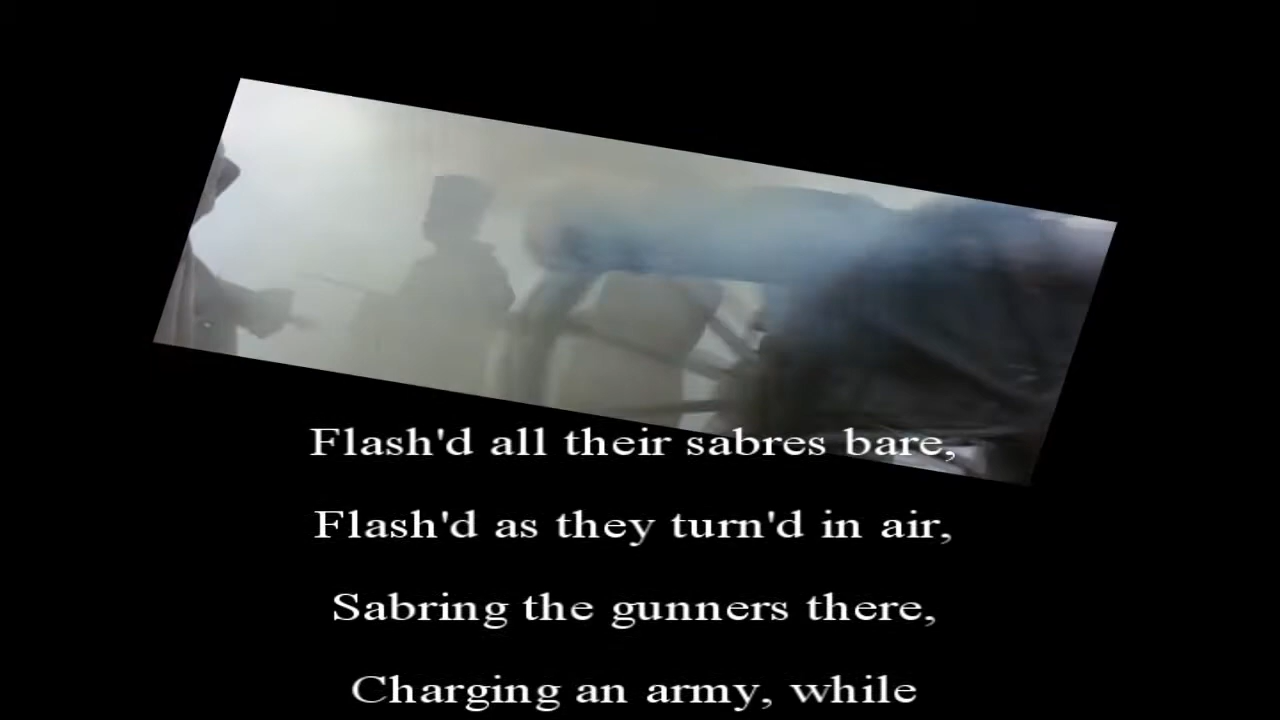 Flash'd all their sabres bare,
Flash'd as they turn'd in air,
Sabring the gunners there,
Charging an army, while